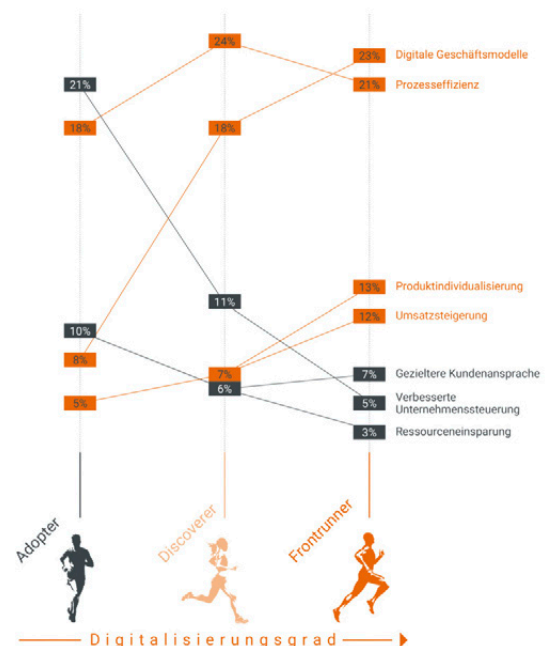 24%
23%
Digitale Geschäftsmodelle
21%
21%
Prozesseffizienz
18%
18%
13%
Produktindividualisierung
11%
12%
Umsatzsteigerung
10%
8%
7%
7%
Gezieltere Kundenansprache
6%
5%
5%
Verbesserte
Unternehmenssteuerung
3%
Ressourceneinsparung
Adopter
Discoverer
Frontrunner
Digitalisierungsgrad